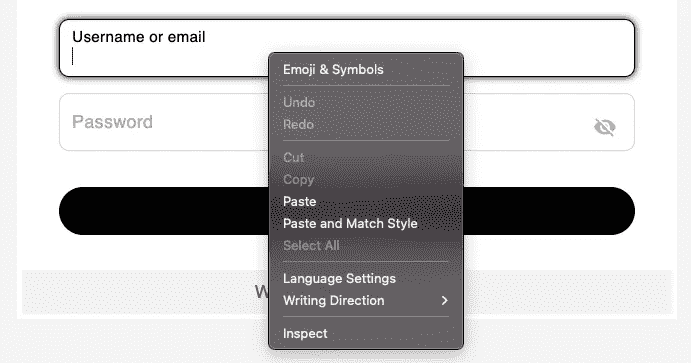 Username or email
Password
Emoji & Symbols
Undo
Redo
Cut
Copy
Paste
Paste and Match Style
Select All
Language Settings
Writing Direction
Inspect